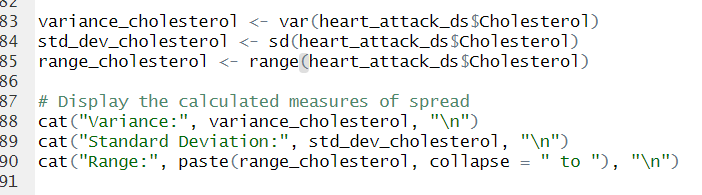 82
83 variance_cholesterol <- var(heart_attack_ds$Cholesterol)
84 std_dev_cholesterol <- sd(heart_attack_ds$Cholesterol)
85 range_cholesterol <- range(heart_attack_ds$Cholesterol)
86
87 # Display the calculated measures of spread
88 cat("Variance:", variance_cholesterol, "\n")
89 cat("Standard Deviation:", std_dev_cholesterol, "\n")
90 cat("Range:", paste(range_cholesterol, collapse = " to "), "\n")
91